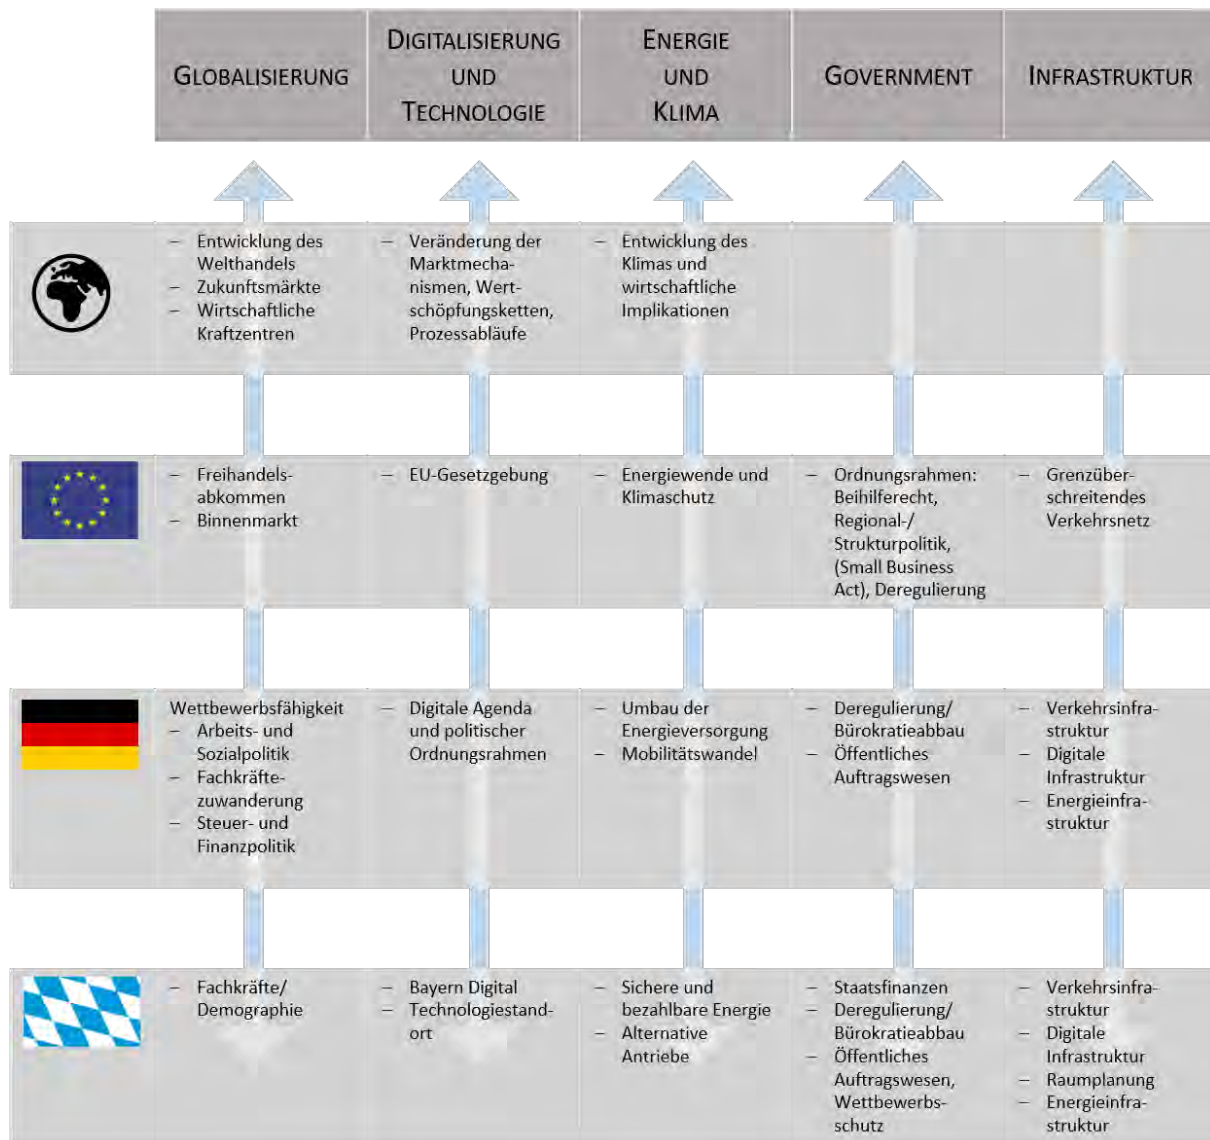 GLOBALISIERUNG
DIGITALISIERUNG
UND
TECHNOLOGIE
ENERGIE
UND
KLIMA
GOVERNMENT
INFRASTRUKTUR
– Entwicklung des
Welthandels
– Zukunftsmärkte
– Wirtschaftliche
Kraftzentren
– Veränderung der
Marktmecha-
nismen, Wert-
schöpfungsketten,
Prozessabläufe
– Entwicklung des
Klimas und
wirtschaftliche
Implikationen
– Freihandels-
abkommen
– Binnenmarkt
– EU-Gesetzgebung
– Energiewende und
Klimaschutz
– Ordnungsrahmen:
Beihilferecht,
Regional-/
Strukturpolitik,
(Small Business
Act), Deregulierung
– Grenzüber-
schreitendes
Verkehrsnetz
Wettbewerbsfähigkeit
– Arbeits- und
Sozialpolitik
– Fachkräfte-
zuwanderung
– Steuer- und
Finanzpolitik
– Digitale Agenda
und politischer
Ordnungsrahmen
– Umbau der
Energieversorgung
– Mobilitätswandel
– Deregulierung/
Bürokratieabbau
– Öffentliches
Auftragswesen
– Verkehrsinfra-
struktur
– Digitale
Infrastruktur
– Energieinfra-
struktur
– Fachkräfte/
Demographie
– Bayern Digital
– Technologiestand-
ort
– Sichere und
bezahlbare Energie
– Alternative
Antriebe
– Staatsfinanzen
– Deregulierung/
Bürokratieabbau
– Öffentliches
Auftragswesen,
Wettbewerbs-
schutz
– Verkehrsinfra-
struktur
– Digitale
Infrastruktur
– Raumplanung
– Energieinfra-
struktur